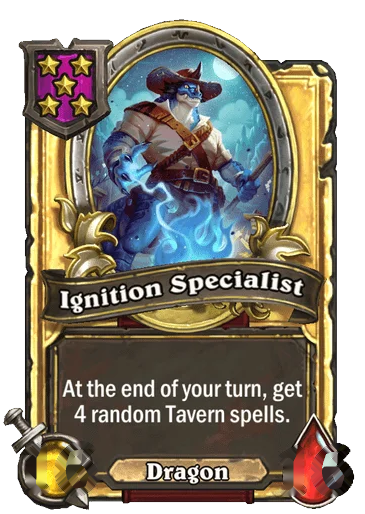 Ignition Specialist
At the end of your turn, get
4 random Tavern spells.
Dragon